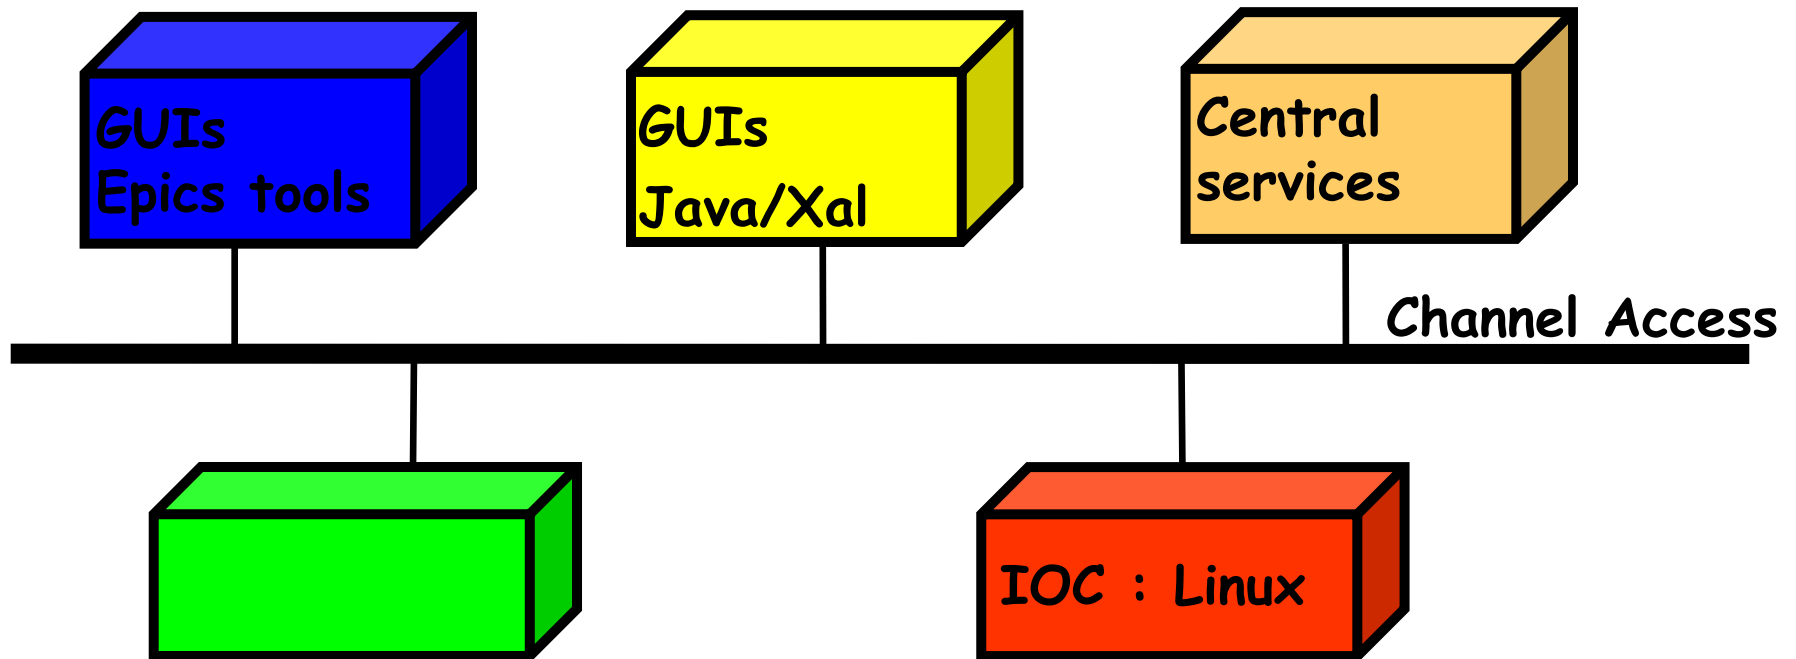 GUIs
Epics tools
GUIs
Java/Xal
Central
services
Channel Access
IOC : Linux